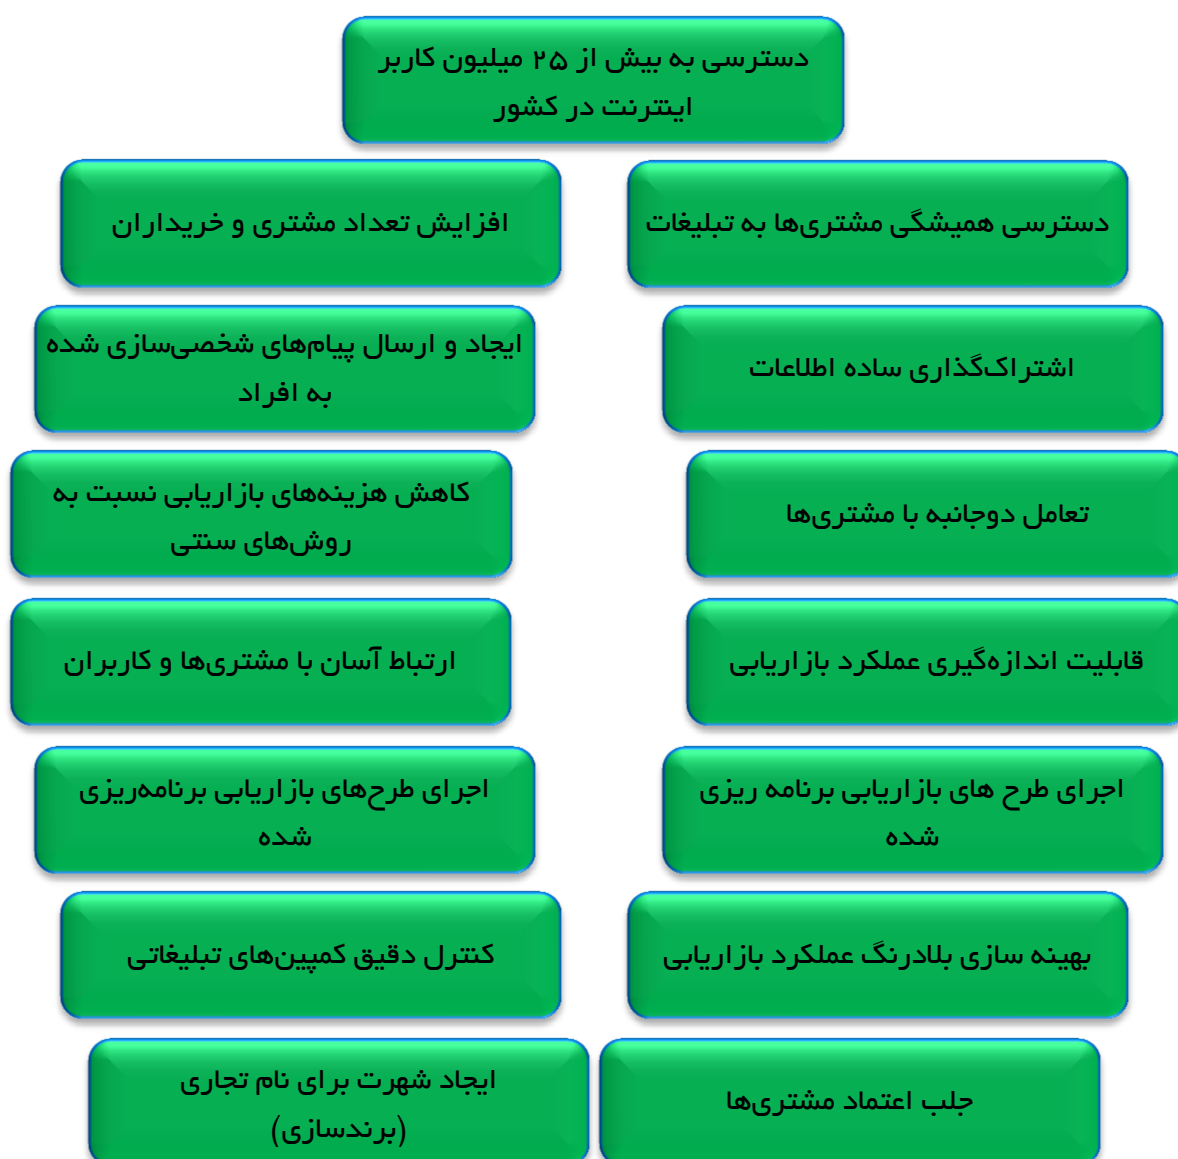 دسترسی به بیش از ۲۵ میلیون کاربر
اینترنت در کشور
دسترسی همیشگی مشتری‌ها به تبلیغات
افزایش تعداد مشتری و خریداران
اشتراک‌گذاری ساده اطلاعات
ایجاد و ارسال پیام‌های شخصی‌سازی شده
به افراد
تعامل دوجانبه با مشتری‌ها
کاهش هزینه‌های بازاریابی نسبت به
روش‌های سنتی
قابلیت اندازه‌گیری عملکرد بازاریابی
ارتباط آسان با مشتری‌ها و کاربران
اجرای طرح های بازاریابی برنامه ریزی
شده
اجرای طرح‌های بازاریابی برنامه‌ریزی
شده
بهینه سازی بلادرنگ عملکرد بازاریابی
کنترل دقیق کمپین‌های تبلیغاتی
جلب اعتماد مشتری‌ها
ایجاد شهرت برای نام تجاری
(برندسازی)